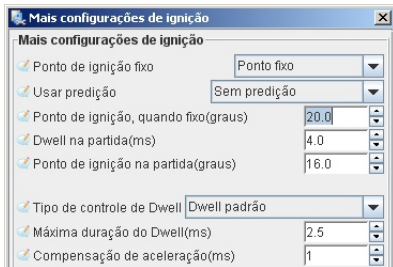 Mais configurações de ignição
Mais configurações de ignição
Ponto de ignição fixo Ponto fixo
Usar predição Sem predição
Ponto de ignição, quando fixo(graus) 20.0
Dwell na partida(ms) 4.0
Ponto de ignição na partida(graus) 16.0
Tipo de controle de Dwell Dwell padrão
Máxima duração do Dwell(ms) 2.5
Compensação de aceleração(ms) 1